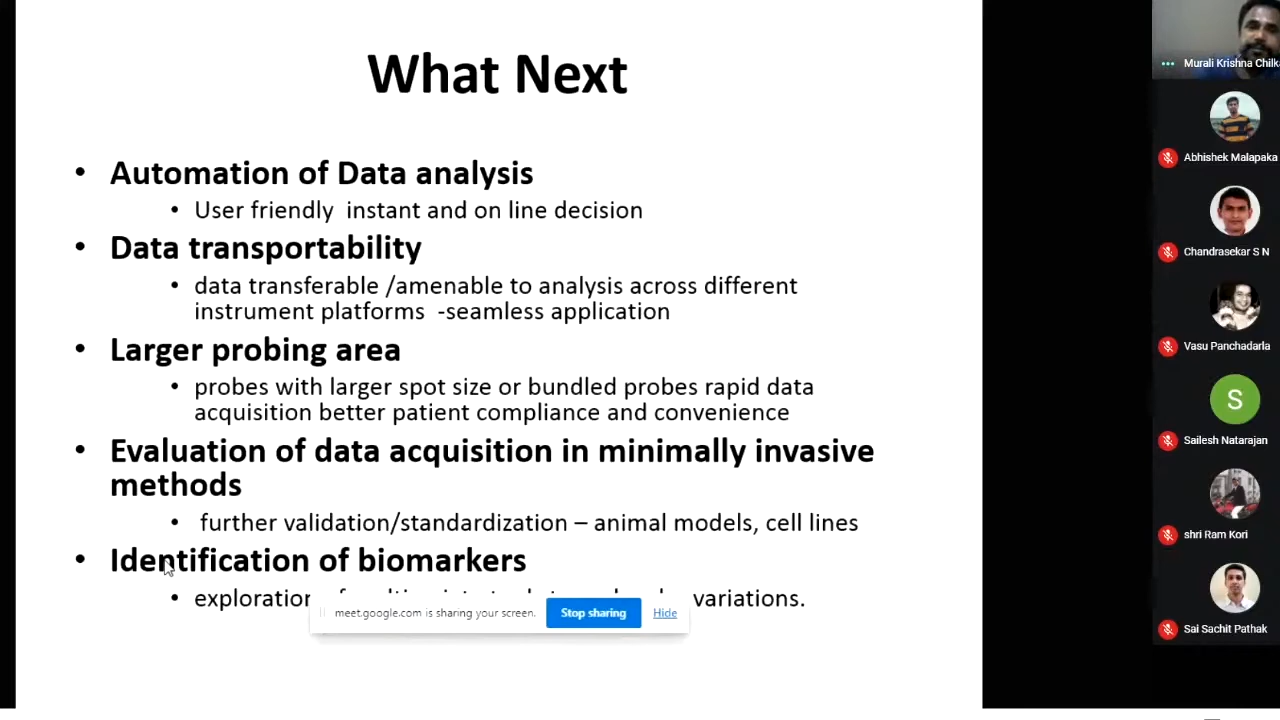 What Next
• Automation of Data analysis
• User friendly instant and on line decision
• Data transportability
• data transferable /amenable to analysis across different
instrument platforms -seamless application
• Larger probing area
• probes with larger spot size or bundled probes rapid data
acquisition better patient compliance and convenience
• Evaluation of data acquisition in minimally invasive
methods
• further validation/standardization – animal models, cell lines
• Identification of biomarkers
• variations.
meet.google.com is sharing your screen. Stop sharing Hide
Murali Krishna
Abhishek Malapaka
Chandrasekar S N
Vasu Panchadarla
S
Sailesh Natarajan
shri Ram Kori
Sai Sachit Pathak